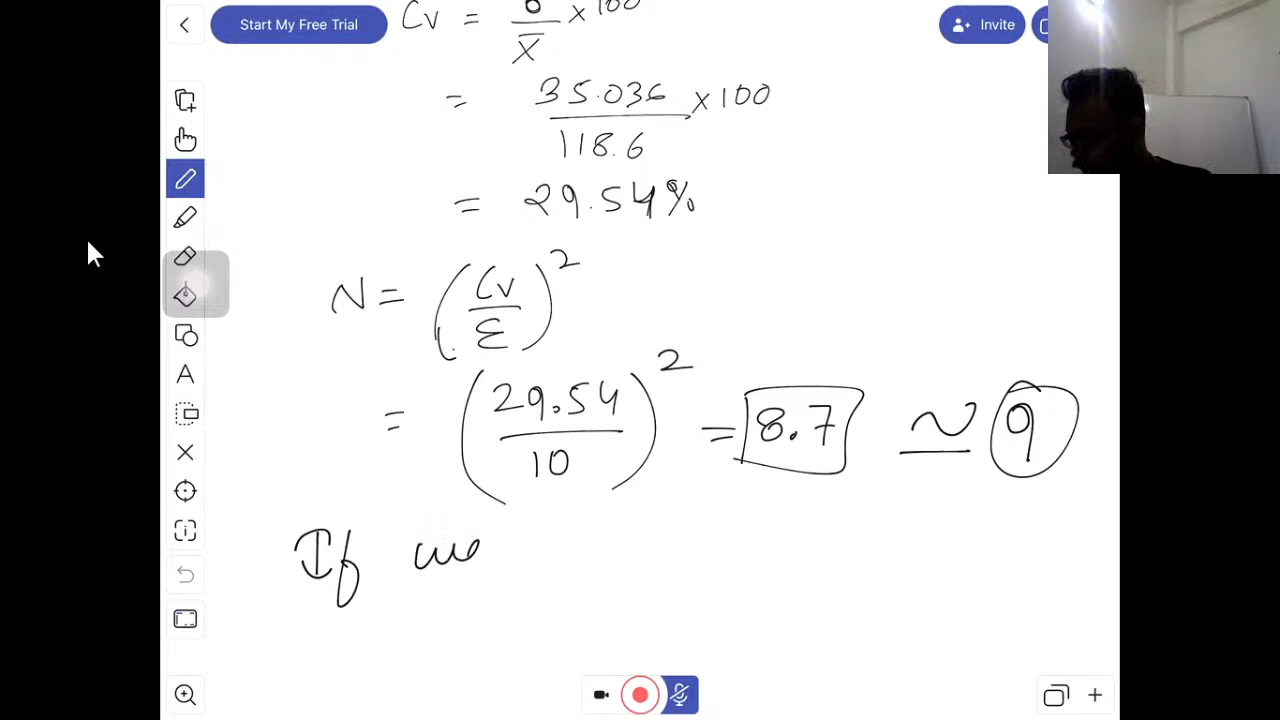 Start My Free Trial
Invite
Cv = σ/X̄ × 100
= 35.036/118.6 × 100
= 29.54%
N = (Cv/Ɛ)²
= (29.54/10)² = 8.7 ≃ 9
If
A